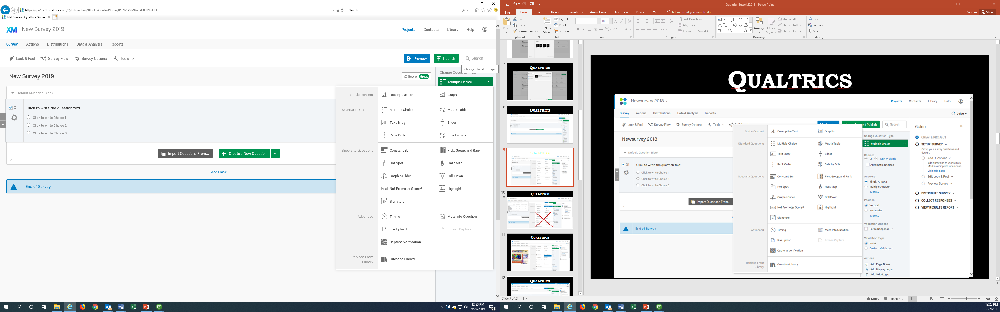 https://qaz1.az1.qualtrics.com/Q/EditSection/Blocks?ContextSurveyID=SV_9YMIAct9MHBSwHH
Search...
Edit Survey | Qualtrics Surve...
XM New Survey 2019
Projects Contacts Library Help
Survey Actions Distributions Data & Analysis Reports
Look & Feel Survey Flow Survey Options Tools
Preview Publish Search
Change Question Type
New Survey 2019
iQ Score: Great
Multiple Choice
Default Question Block
Q1 Click to write the question text
Click to write Choice 1
Click to write Choice 2
Click to write Choice 3
Import Questions From... Create a New Question
Add Block
End of Survey
Static Content Descriptive Text Graphic
Standard Questions Multiple Choice Matrix Table
Text Entry Slider
Rank Order Side by Side
Specialty Questions Constant Sum Pick, Group, and Rank
Hot Spot Heat Map
Graphic Slider Drill Down
NPS Net Promoter Score® Highlight
Signature
Advanced Timing Meta Info Question
File Upload Screen Capture
Captcha Verification
Replace From Library Question Library
12:23 PM
9/27/2019
21
Qualtrics Tutorial2018 - PowerPoint
File Home Insert Design Transitions Animations Slide Show Review View Tell me what you want to do...
Sign in Share
Paste Cut Copy Format Painter
Clipboard
New Slide Layout Reset Section
Slides
18
B I U S abc AV Aa A
Font
Text Direction
Align Text
Convert to SmartArt
Paragraph
Arrange Quick Styles Shape Fill Shape Outline Shape Effects
Drawing
Find
Replace
Select
Editing
7 QUALTRICS
8 QUALTRICS
9
10 QUALTRICS
11 QUALTRICS
12 QUALTRICS
QUALTRICS
Newsurvey 2018
Projects Contacts Library Help
Survey Actions Distributions Data & Analysis Reports
Guide
Look & Feel Survey Flow Survey Options Tools
Publish Search
Newsurvey 2018
Default Question Block
Q1 Click to write the question text
Click to write Choice 1
Click to write Choice 2
Click to write Choice 3
Import Questions From...
End of Survey
Static Content Descriptive Text Graphic
Standard Questions Multiple Choice Matrix Table
Text Entry Slider
Rank Order Side by Side
Specialty Questions Constant Sum Pick, Group, and Rank
Hot Spot Heat Map
Graphic Slider Drill Down
NPS Net Promoter Score® Highlight
Signature
Advanced Timing Meta Info Question
File Upload Screen Capture
Captcha Verification
Replace From Library Question Library
Change Question Type
Multiple Choice
Choices
3 Edit Multiple
Automatic Choices
Answers
Single Answer
Multiple Answer
More...
Position
Vertical
Horizontal
More...
Validation Options
Force Response
Validation Type
None
Custom Validation
Actions
Add Page Break
Add Display Logic
Add Skip Logic
Guide
CREATE PROJECT
SETUP SURVEY
Setup your survey questions and
design.
Add Questions
Add questions to your survey.
Mark as complete when done.
Visit help page
Edit Look & Feel
Preview Survey
DISTRIBUTE SURVEY
COLLECT RESPONSES
VIEW RESULTS REPORT
Slide 9 of 21
Notes Comments 160%
12:23 PM
9/27/2019